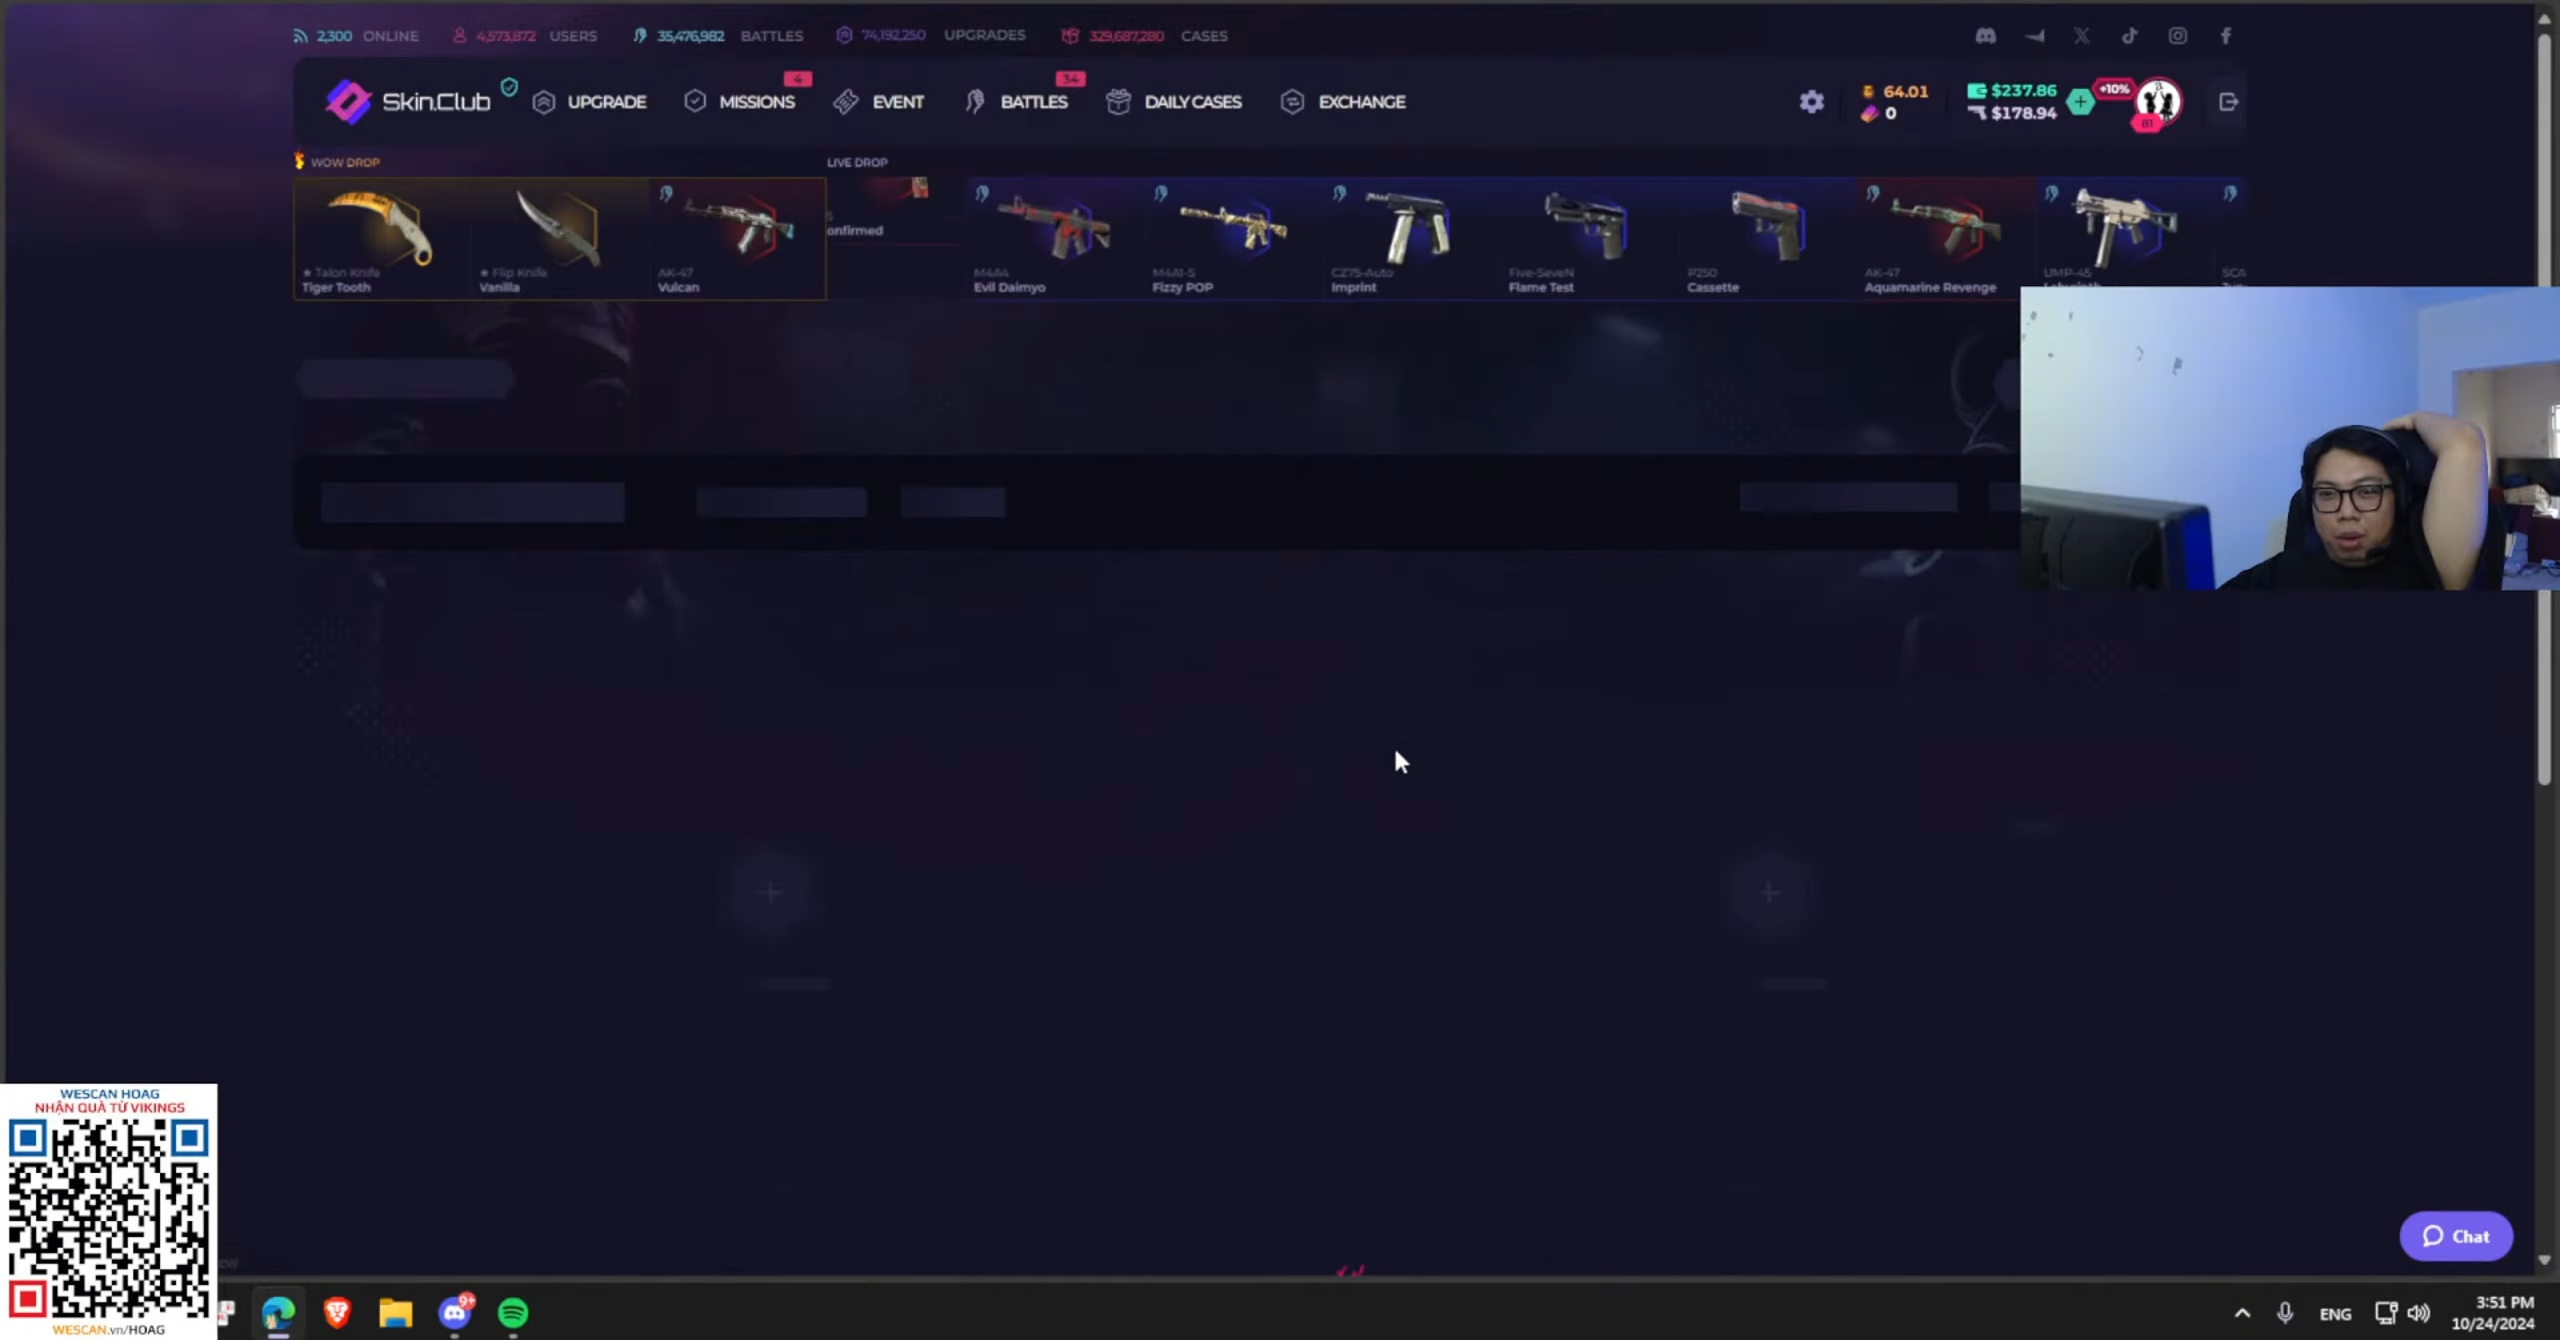 2,300 ONLINE 4,573,872 USERS 35,476,982 BATTLES 74,192,250 UPGRADES 329,687,280 CASES
Skin.Club UPGRADE 4 MISSIONS EVENT 34 BATTLES DAILY CASES EXCHANGE
64.01 $237.86 +10%
0 $178.94 81
WOW DROP LIVE DROP
onfirmed
★ Talon Knife ★ Flip Knife AK-47 M4A4 M4A1-S CZ75-Auto Five-SeveN P250 AK-47 UMP-45 SCA
Tiger Tooth Vanilla Vulcan Evil Daimyo Fizzy POP Imprint Flame Test Cassette Aquamarine Revenge
WESCAN HOAG
NHẬN QUÀ TỪ VIKINGS
WESCAN.vn/HOAG
Chat
9+
ENG
3:51 PM
10/24/2024